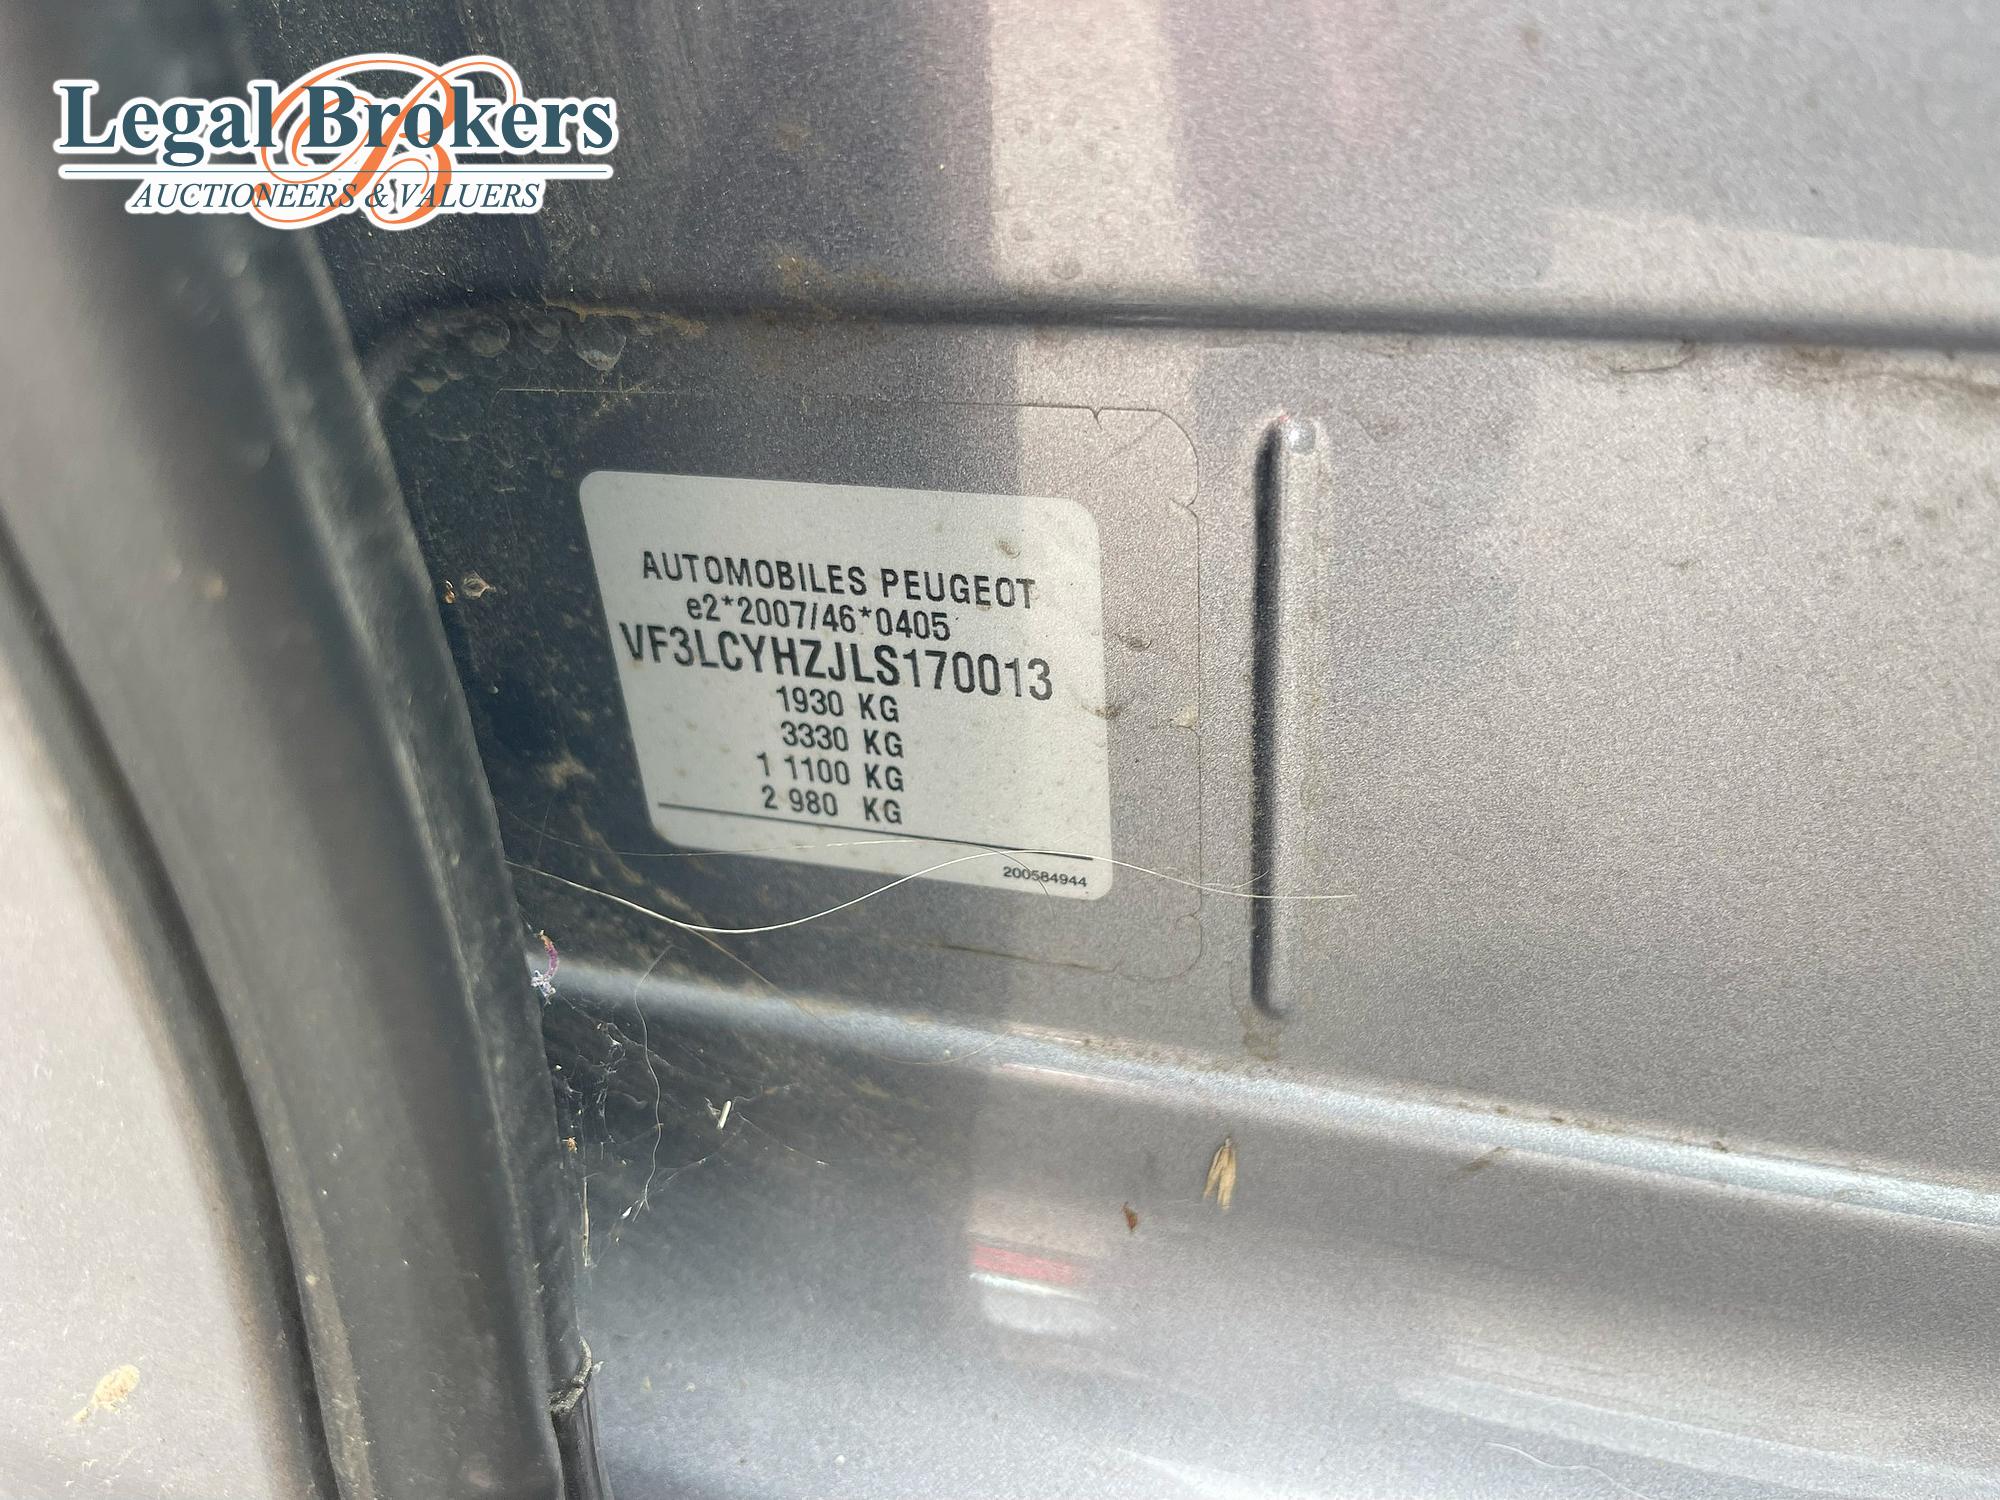 Legal Brokers
AUCTIONEERS & VALUERS
AUTOMOBILES PEUGEOT
e2*2007/46*0405
VF3LCYHZJLS170013
1930 KG
3330 KG
1 1100 KG
2 980 KG
200584944